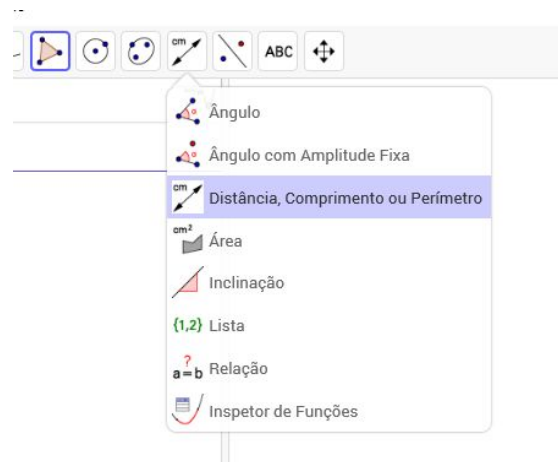 cm
ABC
Ângulo
Ângulo com Amplitude Fixa
cm
Distância, Comprimento ou Perímetro
cm²
Área
Inclinação
{1,2} Lista
?
a=b Relação
Inspetor de Funções